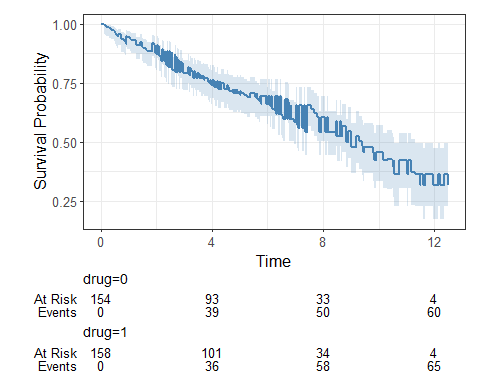 1.00
0.75
0.50
0.25
Survival Probability
0 4 8 12
Time
drug=0
At Risk 154 93 33 4
Events 0 39 50 60
drug=1
At Risk 158 101 34 4
Events 0 36 58 65